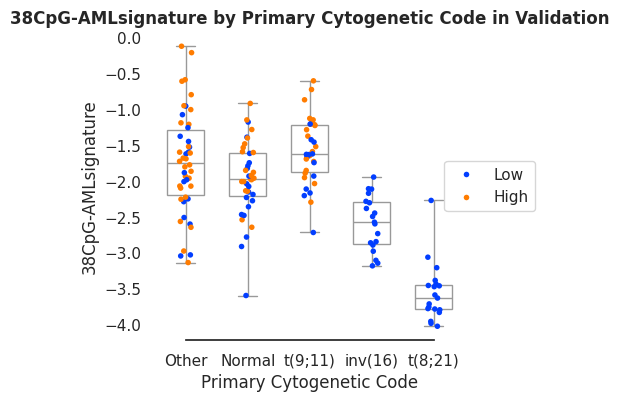 38CpG-AMLsignature by Primary Cytogenetic Code in Validation
38CpG-AMLsignature
0.0
−0.5
−1.0
−1.5
−2.0
−2.5
−3.0
−3.5
−4.0
Low
High
Other Normal t(9;11) inv(16) t(8;21)
Primary Cytogenetic Code